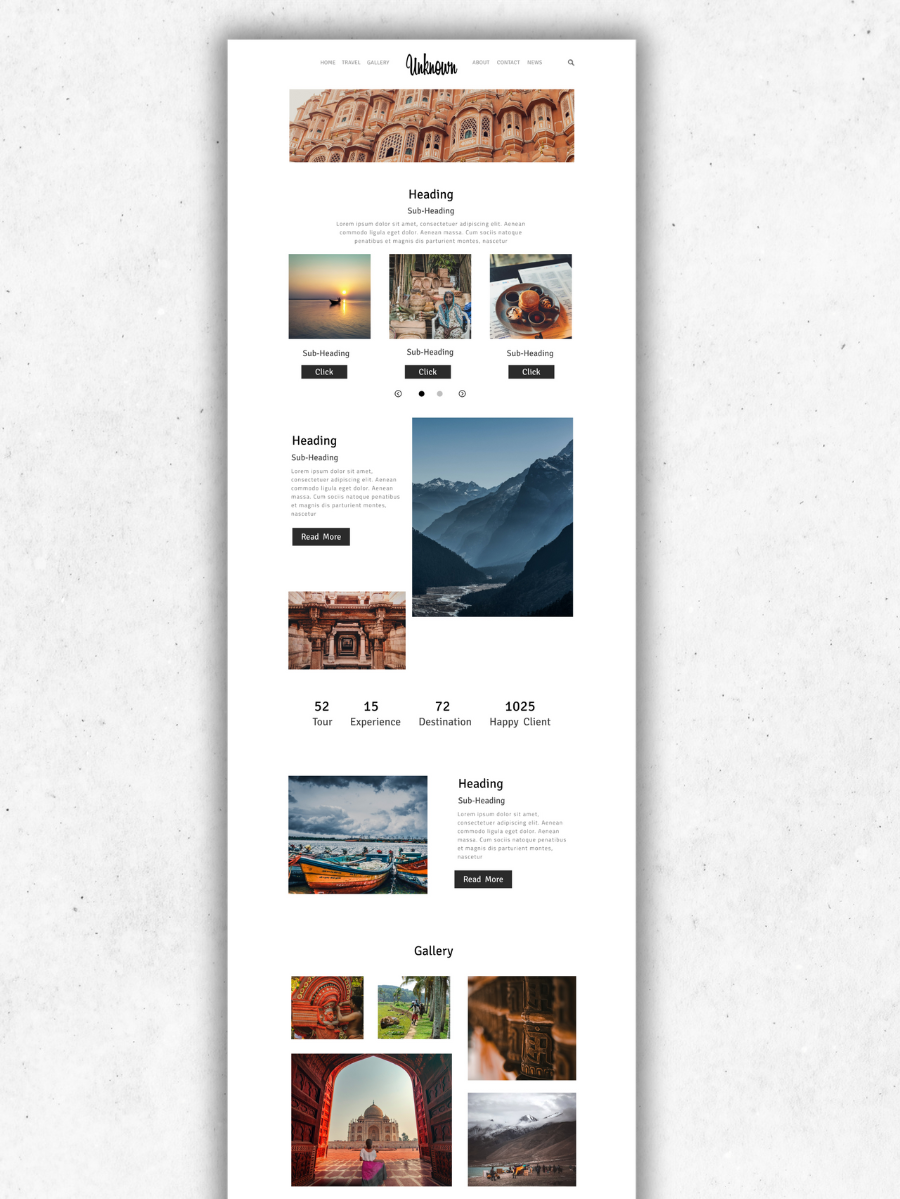 HOME TRAVEL GALLERY Unknown ABOUT CONTACT NEWS
Heading
Sub-Heading
Lorem ipsum dolor sit amet, consectetuer adipiscing elit. Aenean
commodo ligula eget dolor. Aenean massa. Cum sociis natoque
penatibus et magnis dis parturient montes, nascetur
Sub-Heading Sub-Heading Sub-Heading
Click Click Click
Heading
Sub-Heading
Lorem ipsum dolor sit amet,
consectetuer adipiscing elit. Aenean
commodo ligula eget dolor. Aenean
massa. Cum sociis natoque penatibus
et magnis dis parturient montes,
nascetur
Read More
52 15 72 1025
Tour Experience Destination Happy Client
Heading
Sub-Heading
Lorem ipsum dolor sit amet,
consectetuer adipiscing elit. Aenean
commodo ligula eget dolor. Aenean
massa. Cum sociis natoque penatibus
et magnis dis parturient montes,
nascetur
Read More
Gallery